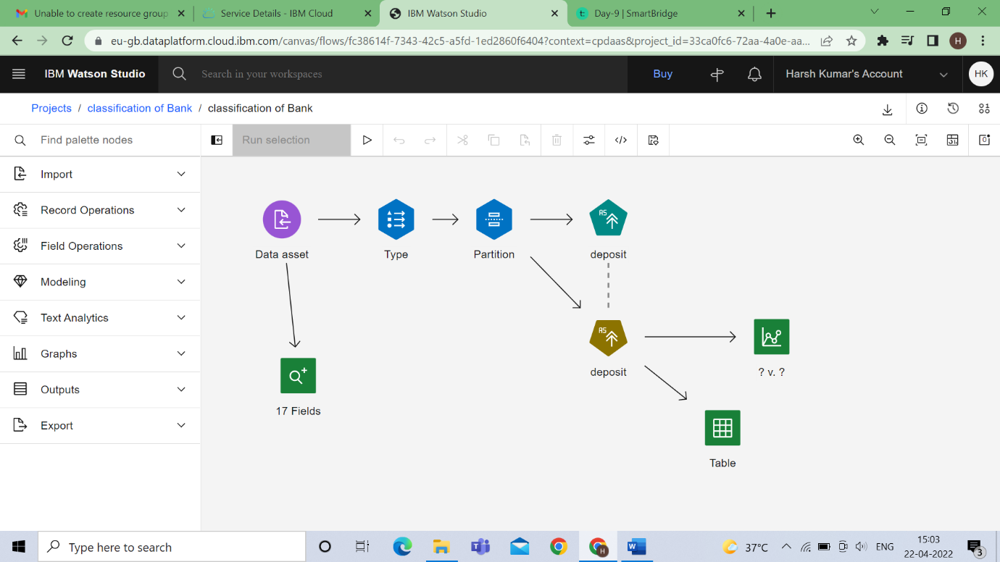 Unable to create resource group
Service Details - IBM Cloud
IBM Watson Studio
t: Day-9 | SmartBridge
eu-gb.dataplatform.cloud.ibm.com/canvas/flows/fc38614f-7343-42c5-a5fd-1ed2860f6404?context=cpdaas&project_id=33ca0fc6-72aa-4a0e-aa...
H
IBM Watson Studio
Search in your workspaces
Buy
Harsh Kumar's Account
HK
Projects / classification of Bank / classification of Bank
Find palette nodes
Run selection
Import
Record Operations
Field Operations
Modeling
Text Analytics
Graphs
Outputs
Export
AS
Data asset
Type
Partition
deposit
AS
deposit
? v. ?
17 Fields
Table
Type here to search
H
37°C
ENG
15:03
22-04-2022
3